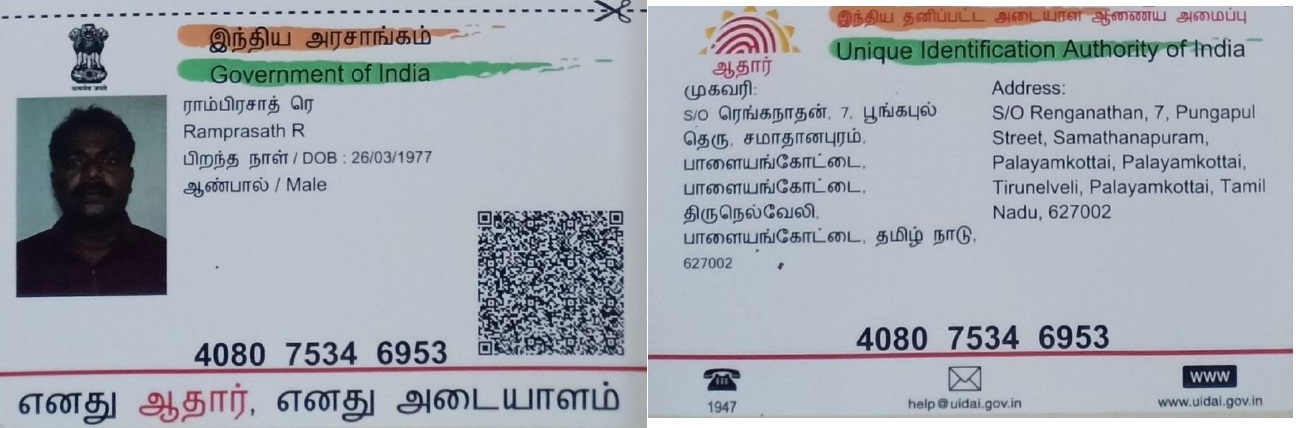 இந்திய அரசாங்கம்
Government of India
ராம்பிரசாத் ரெ
Ramprasath R
பிறந்த நாள் / DOB : 26/03/1977
ஆண்பால் / Male
4080 7534 6953
எனது ஆதார், எனது அடையாளம்
இந்திய தனிப்பட்ட அடையாள ஆணைய அமைப்பு
Unique Identification Authority of India
ஆதார்
முகவரி:
S/O ரெங்கநாதன், 7, பூங்கபுல்
தெரு, சமாதானபுரம்,
பாளையங்கோட்டை,
பாளையங்கோட்டை,
திருநெல்வேலி,
பாளையங்கோட்டை, தமிழ் நாடு,
627002
Address:
S/O Renganathan, 7, Pungapul
Street, Samathanapuram,
Palayamkottai, Palayamkottai,
Tirunelveli, Palayamkottai, Tamil
Nadu, 627002
4080 7534 6953
1947
help@uidai.gov.in
www
www.uidai.gov.in